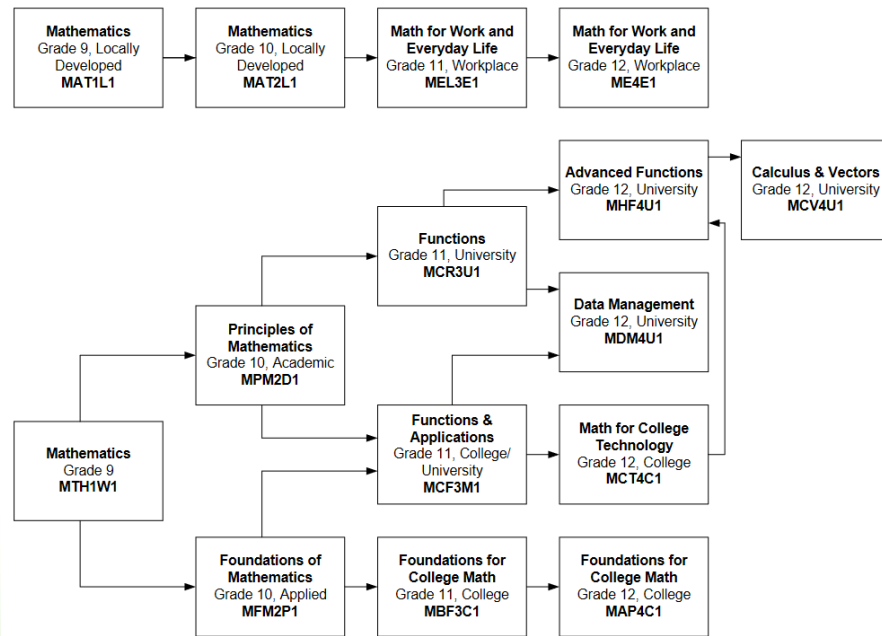 Mathematics
Grade 9, Locally
Developed
MAT1L1
Mathematics
Grade 10, Locally
Developed
MAT2L1
Math for Work and
Everyday Life
Grade 11, Workplace
MEL3E1
Math for Work and
Everyday Life
Grade 12, Workplace
ME4E1
Advanced Functions
Grade 12, University
MHF4U1
Calculus & Vectors
Grade 12, University
MCV4U1
Functions
Grade 11, University
MCR3U1
Data Management
Grade 12, University
MDM4U1
Principles of
Mathematics
Grade 10, Academic
MPM2D1
Mathematics
Grade 9
MTH1W1
Functions &
Applications
Grade 11, College/
University
MCF3M1
Math for College
Technology
Grade 12, College
MCT4C1
Foundations of
Mathematics
Grade 10, Applied
MFM2P1
Foundations for
College Math
Grade 11, College
MBF3C1
Foundations for
College Math
Grade 12, College
MAP4C1